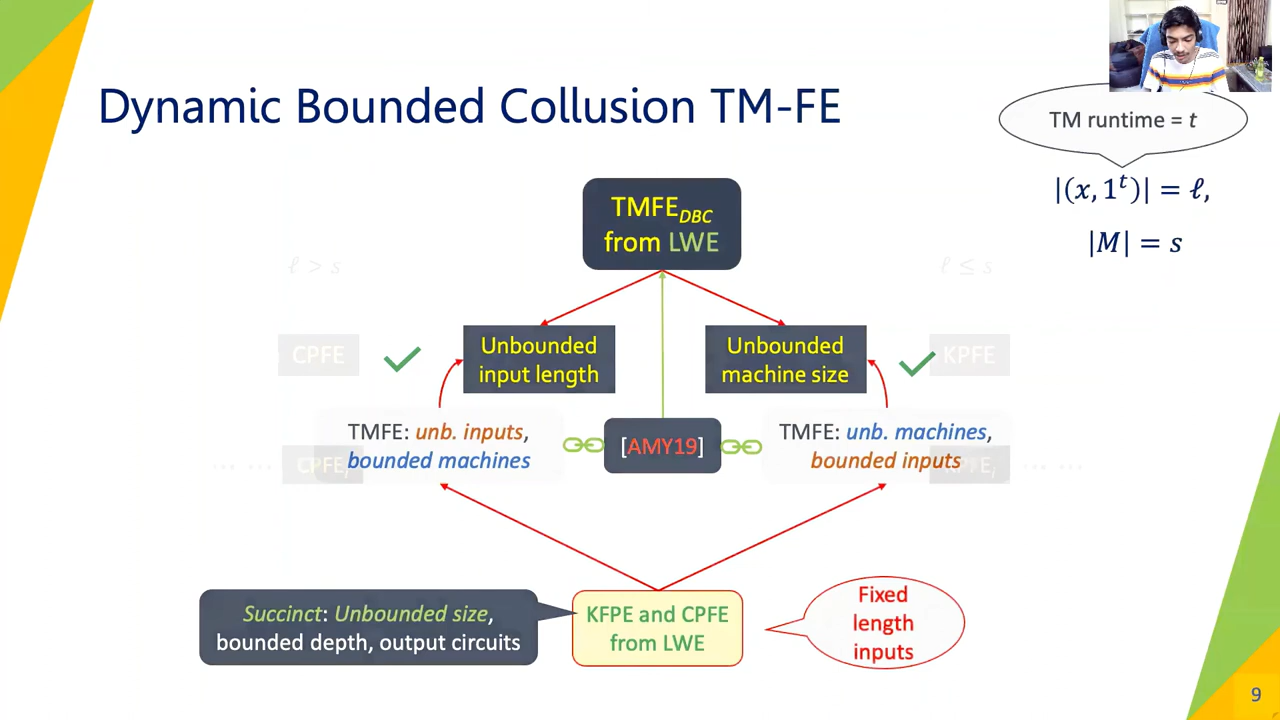 Dynamic Bounded Collusion TM-FE
TM runtime = t
|(x, 1^t)| = ℓ,
|M| = s
TMFE_DBC
from LWE
ℓ > s
ℓ ≤ s
CPFE
Unbounded
input length
Unbounded
machine size
KPFE
TMFE: unb. inputs,
bounded machines
[AMY19]
TMFE: unb. machines,
bounded inputs
... ...
CPFE_i
KPFE_i
... ...
Succinct: Unbounded size,
bounded depth, output circuits
KFPE and CPFE
from LWE
Fixed
length
inputs
9